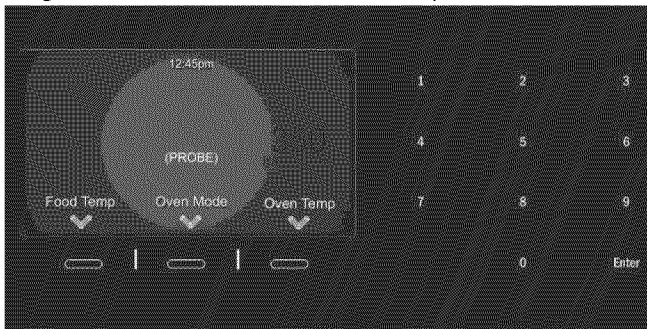 12:45pm
(PROBE)
Food Temp
Oven Mode
Oven Temp
1 2 3
4 5 6
7 8 9
0 Enter